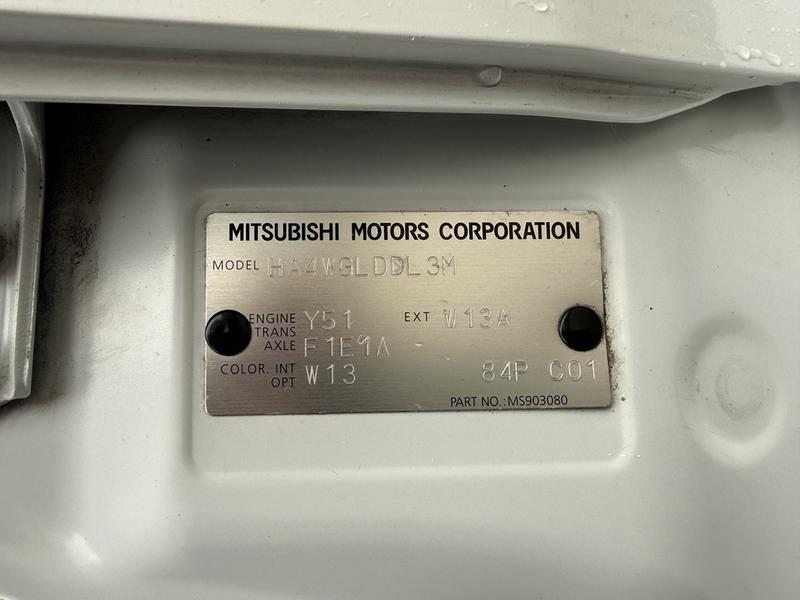 MITSUBISHI MOTORS CORPORATION
MODEL HA4WGLDDL3M
ENGINE Y51 EXT W13A
TRANS
AXLE F1E1A -
COLOR. INT W13 84P C01
OPT
PART NO.:MS903080